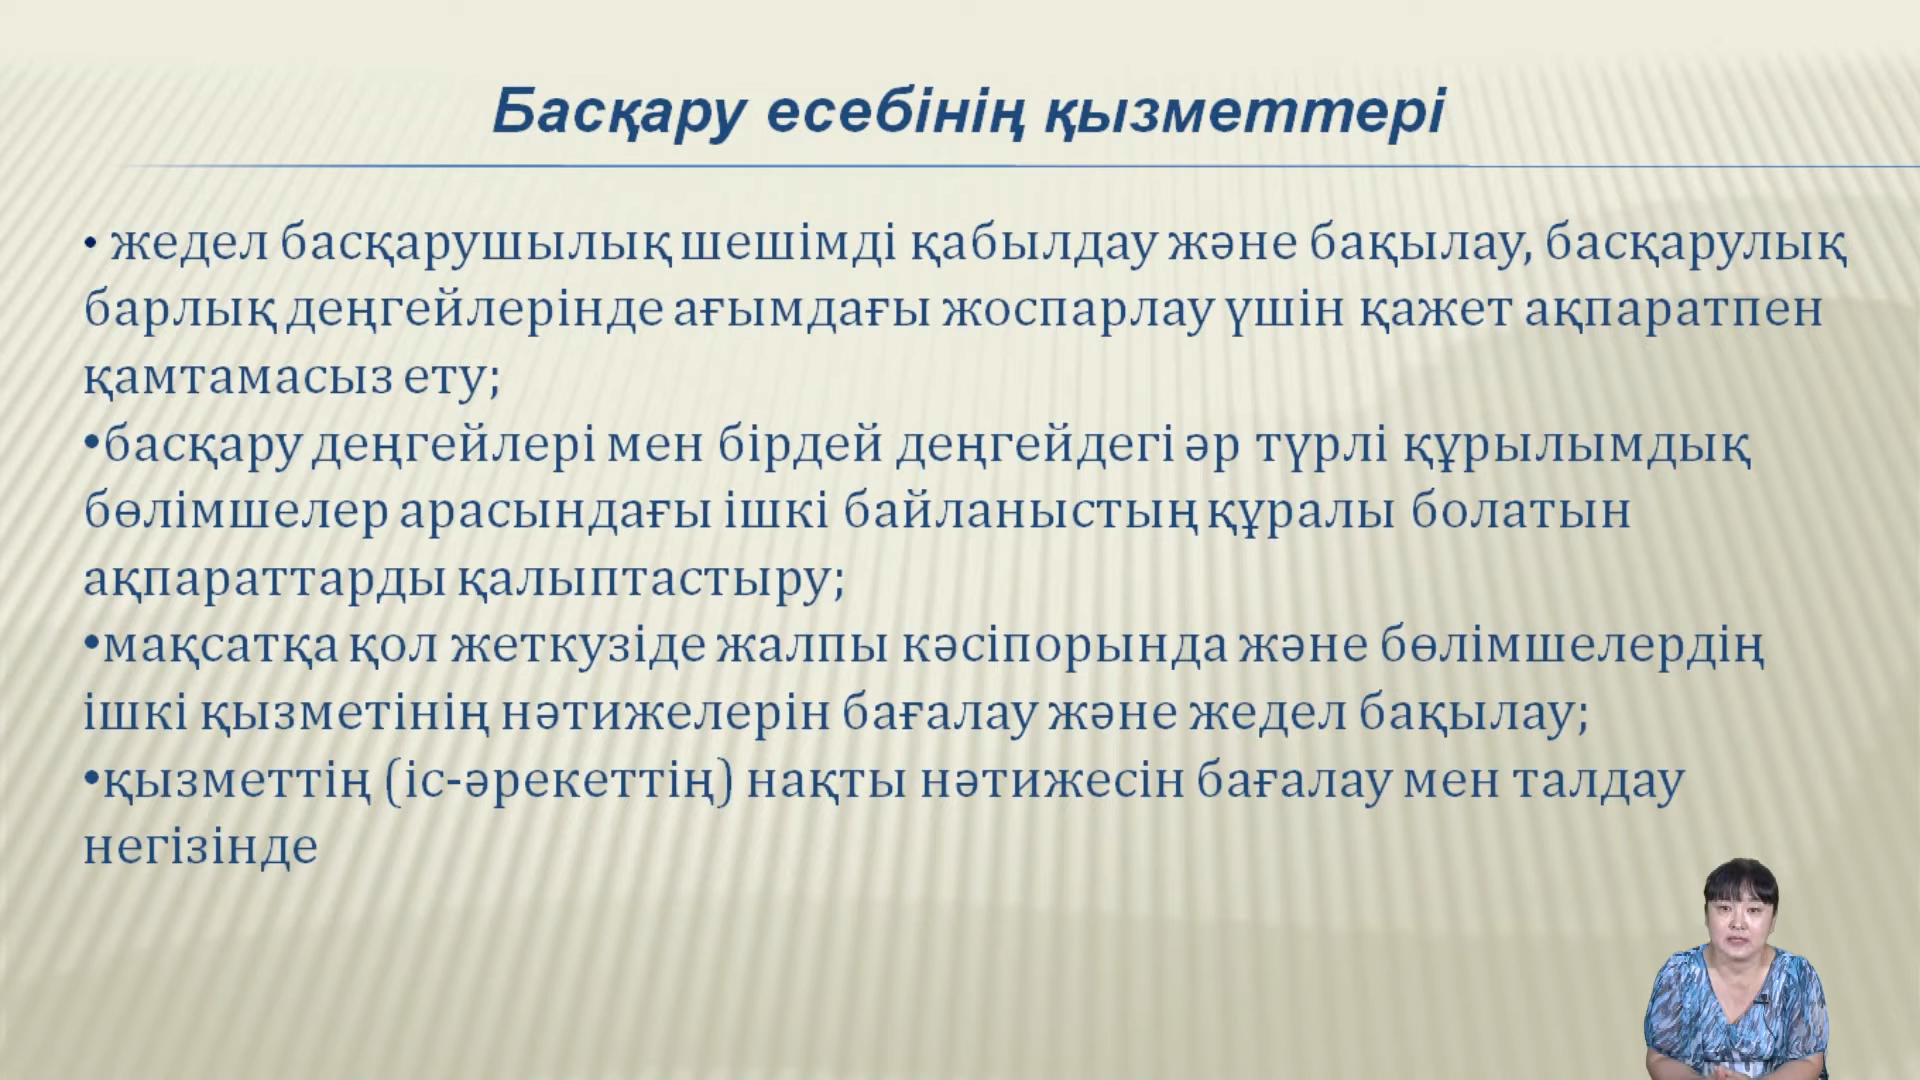 Басқару есебінің қызметтері
• жедел басқарушылық шешімді қабылдау және бақылау, басқарулық
барлық деңгейлерінде ағымдағы жоспарлау үшін қажет ақпаратпен
қамтамасыз ету;
•басқару деңгейлері мен бірдей деңгейдегі әр түрлі құрылымдық
бөлімшелер арасындағы ішкі байланыстың құралы болатын
ақпараттарды қалыптастыру;
•мақсатқа қол жеткузіде жалпы кәсіпорында және бөлімшелердің
ішкі қызметінің нәтижелерін бағалау және жедел бақылау;
•қызметтің (іс-әрекеттің) нақты нәтижесін бағалау мен талдау
негізінде